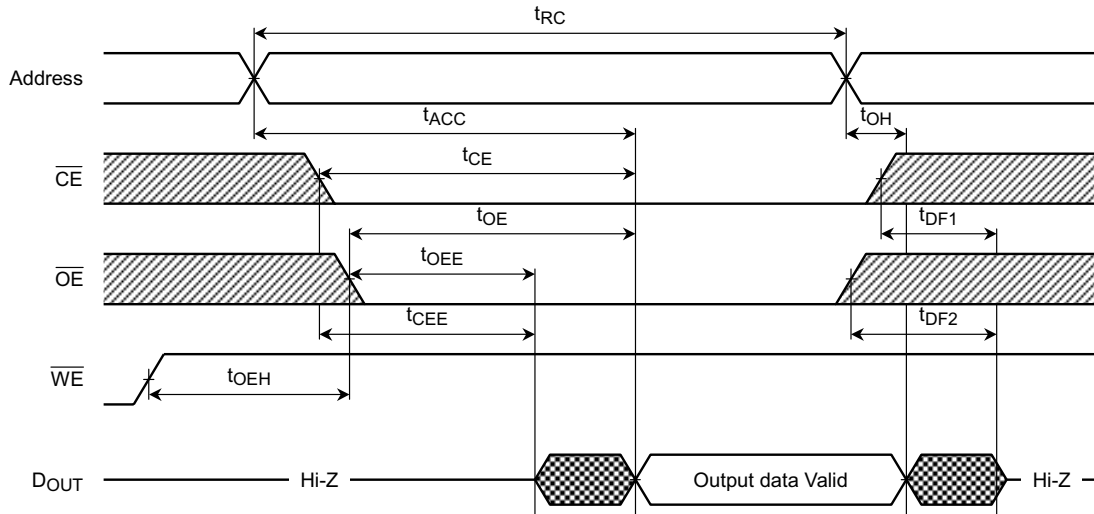 tRC
Address
tACC
tOH
tCE
CE
tOE
tDF1
tOEE
OE
tCEE
tDF2
WE
tOEH
DOUT
Hi-Z
Output data Valid
Hi-Z